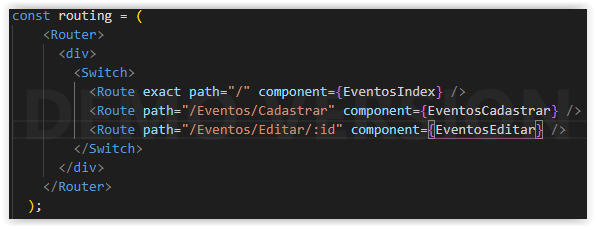 const routing = (
<Router>
<div>
<Switch>
<Route exact path="/" component={EventosIndex} />
<Route path="/Eventos/Cadastrar" component={EventosCadastrar} />
<Route path="/Eventos/Editar/:id" component={EventosEditar} />
</Switch>
</div>
</Router>
);